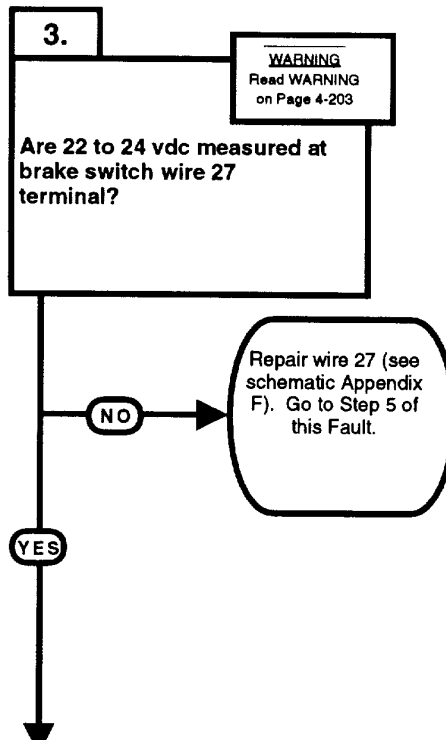 3.
WARNING
Read WARNING
on Page 4-203
Are 22 to 24 vdc measured at
brake switch wire 27
terminal?
Repair wire 27 (see
schematic Appendix
F). Go to Step 5 of
this Fault.
NO
YES